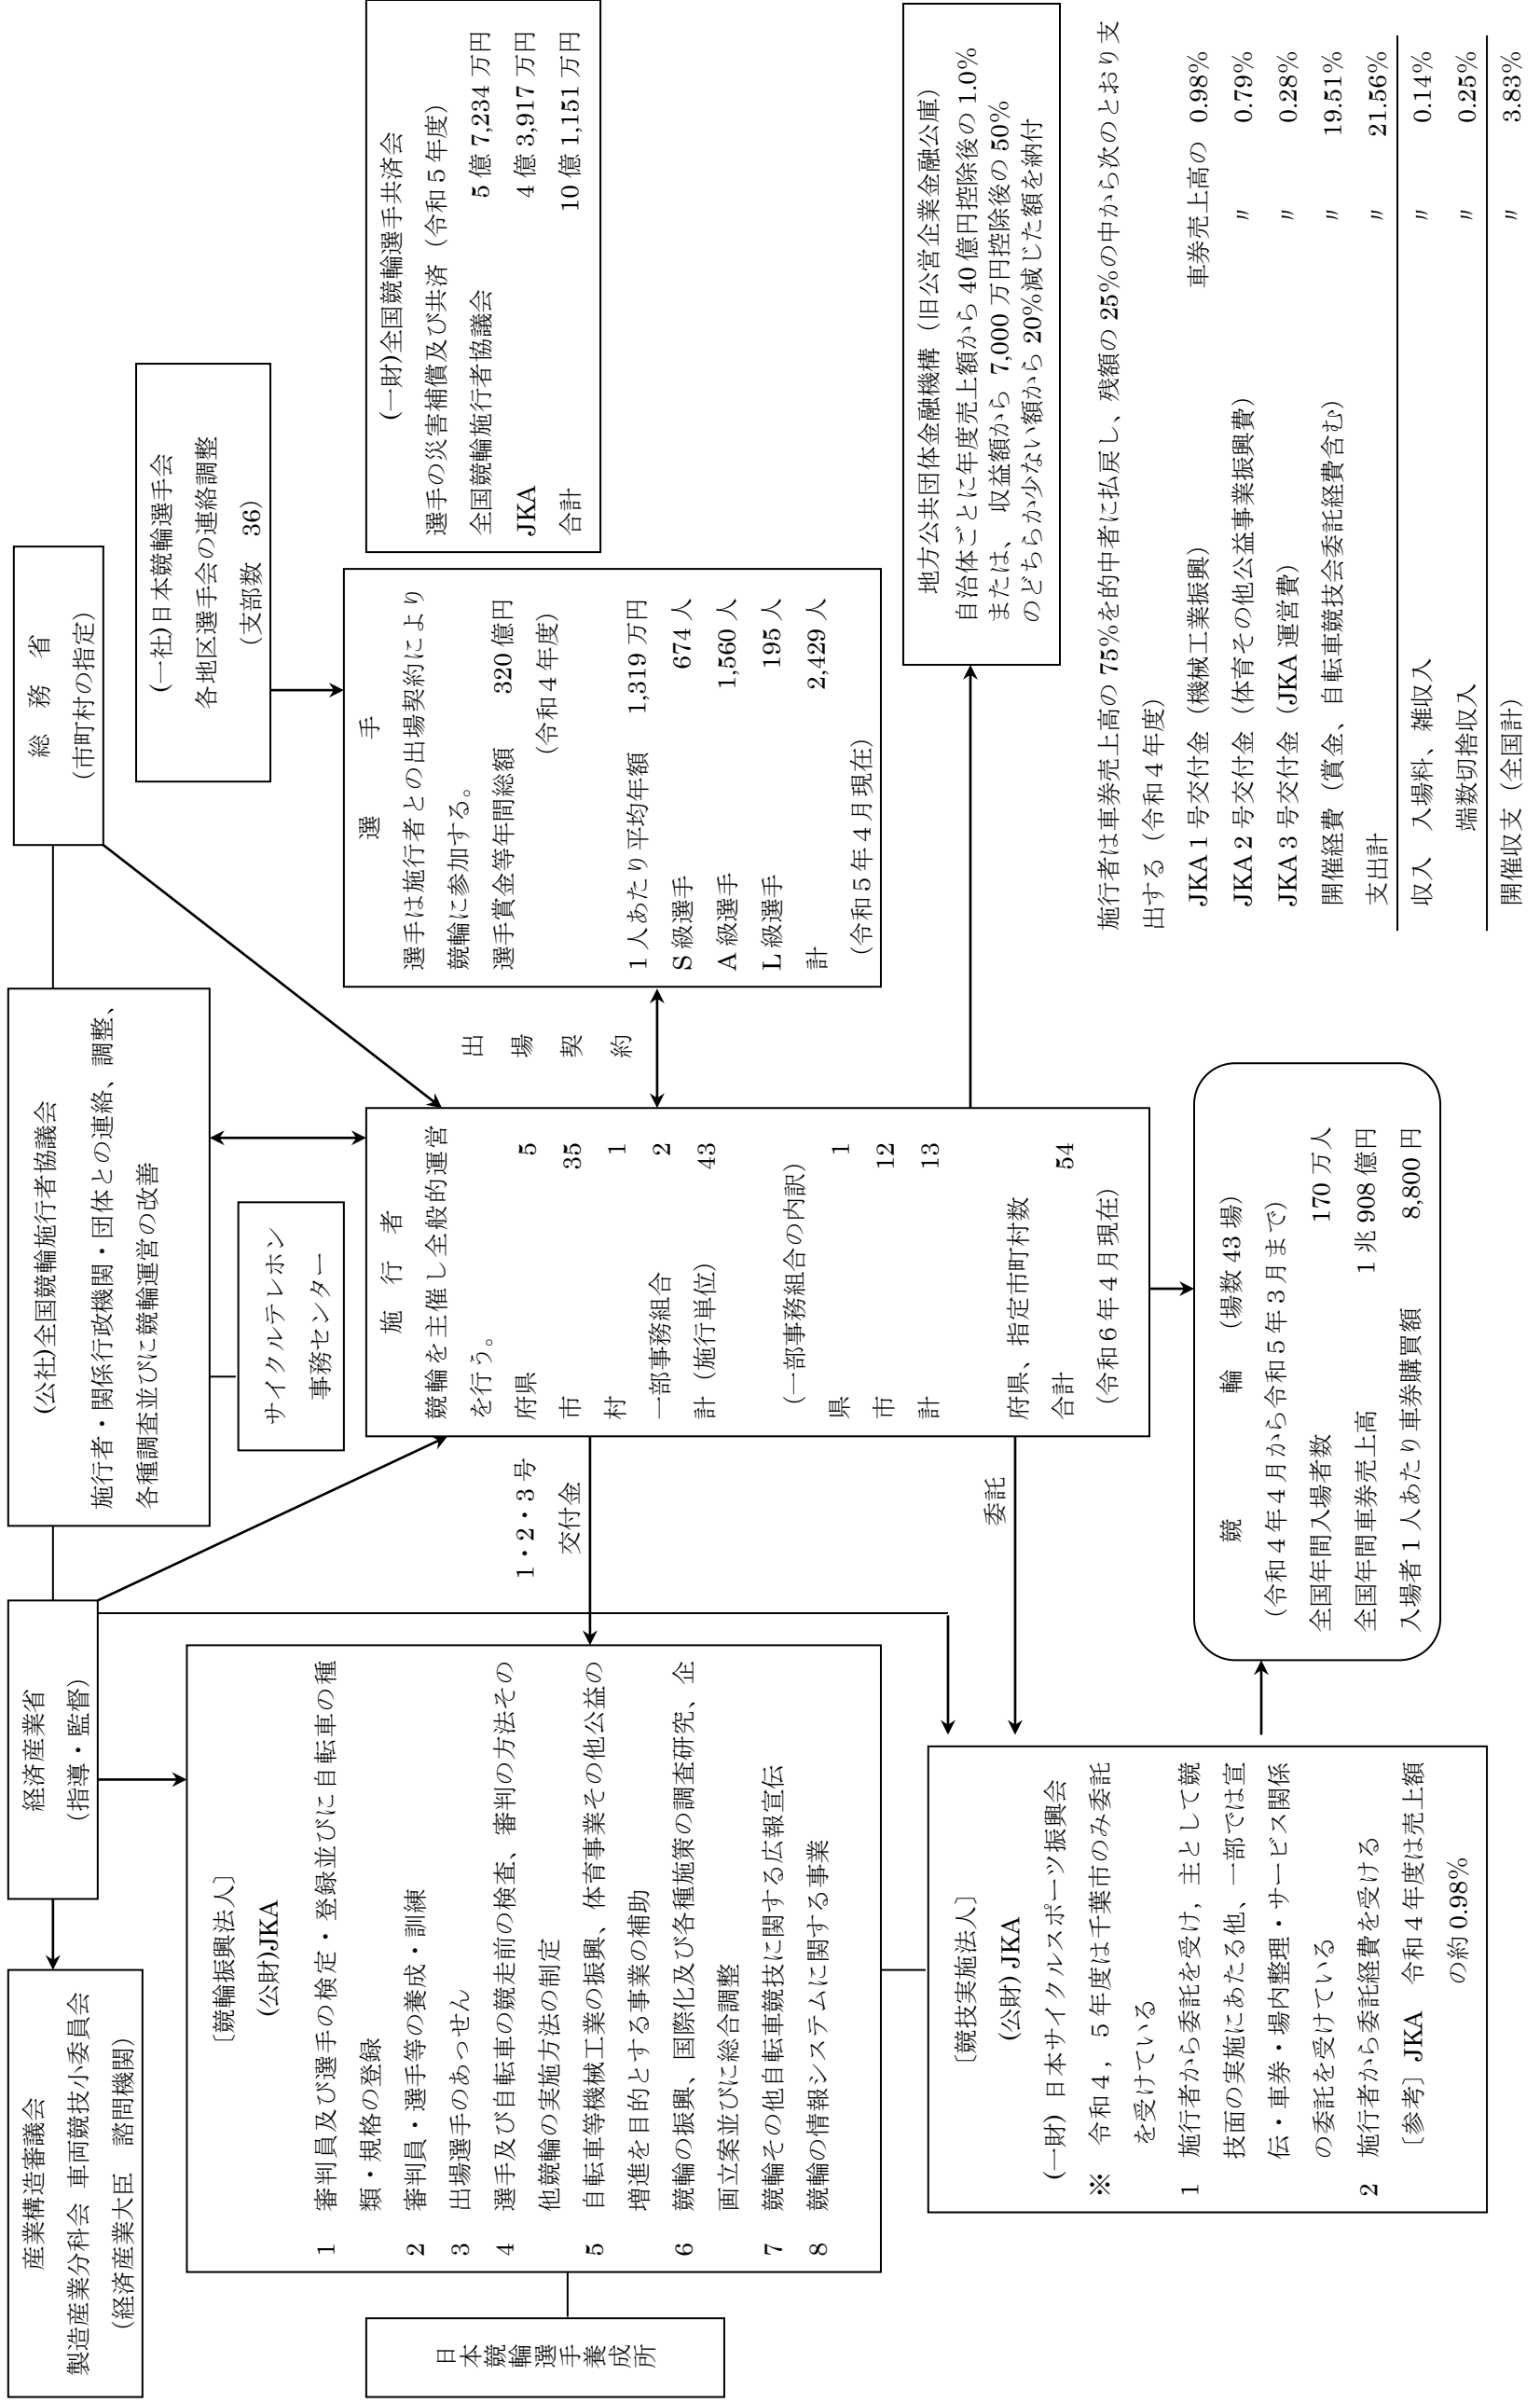 産業構造審議会
製造産業分科会 車両競技小委員会
(経済産業大臣　諮問機関)
経済産業省
(指導・監督)
(公社)全国競輪施行者協議会
施行者・関係行政機関・団体との連絡、調整、
各種調査並びに競輪運営の改善
総　務　省
(市町村の指定)
サイクルテレホン
事務センター
(一社)日本競輪選手会
各地区選手会の連絡調整
(支部数　36)
日本競輪選手養成所
〔競輪振興法人〕
(公財)JKA
1　審判員及び選手の検定・登録並びに自転車の種
類・規格の登録
2　審判員・選手等の養成・訓練
3　出場選手のあっせん
4　選手及び自転車の競走前の検査、審判の方法その
他競輪の実施方法の制定
5　自転車等機械工業の振興、体育事業その他公益の
増進を目的とする事業の補助
6　競輪の振興、国際化及び各種施策の調査研究、企
画立案並びに総合調整
7　競輪その他自転車競技に関する広報宣伝
8　競輪の情報システムに関する事業
1・2・3号
交付金
施　行　者
競輪を主催し全般的運営
を行う。
府県　5
市　35
村　1
一部事務組合　2
計（施行単位）　43
（一部事務組合の内訳）
県　1
市　12
計　13
府県、指定市町村数
合計　54
（令和６年４月現在）
出場契約
選　　　手
選手は施行者との出場契約により
競輪に参加する。
選手賞金等年間総額　320億円
（令和４年度）
１人あたり平均年額　1,319万円
S級選手　674人
A級選手　1,560人
L級選手　195人
計　2,429人
（令和５年４月現在）
(一財)全国競輪選手共済会
選手の災害補償及び共済（令和５年度）
全国競輪施行者協議会　5億7,234万円
JKA　4億3,917万円
合計　10億1,151万円
委託
〔競技実施法人〕
(公財) JKA
(一財) 日本サイクルスポーツ振興会
※　令和４，５年度は千葉市のみ委託
を受けている
1　施行者から委託を受け，主として競
技面の実施にあたる他、一部では宣
伝・車券・場内整理・サービス関係
の委託を受けている
2　施行者から委託経費を受ける
〔参考〕JKA　令和４年度は売上額
の約0.98%
競　　　　輪　（場数43場）
（令和４年４月から令和５年３月まで）
全国年間入場者数　170万人
全国年間車券売上高　1兆908億円
入場者１人あたり車券購買額　8,800円
地方公共団体金融機構（旧公営企業金融公庫）
自治体ごとに年度売上額から40億円控除後の1.0%
または、収益額から 7,000 万円控除後の 50%
のどちらか少ない額から 20%減じた額を納付
施行者は車券売上高の 75%を的中者に払戻し、残額の 25%の中から次のとおり支
出する（令和４年度）
JKA１号交付金（機械工業振興）　車券売上高の　0.98%
JKA２号交付金（体育その他公益事業振興費）　〃　0.79%
JKA３号交付金（JKA 運営費）　〃　0.28%
開催経費（賞金、自転車競技会委託経費含む）　〃　19.51%
支出計　〃　21.56%
収入　入場料、雑収入　〃　0.14%
端数切捨収入　〃　0.25%
開催収支（全国計）　〃　3.83%